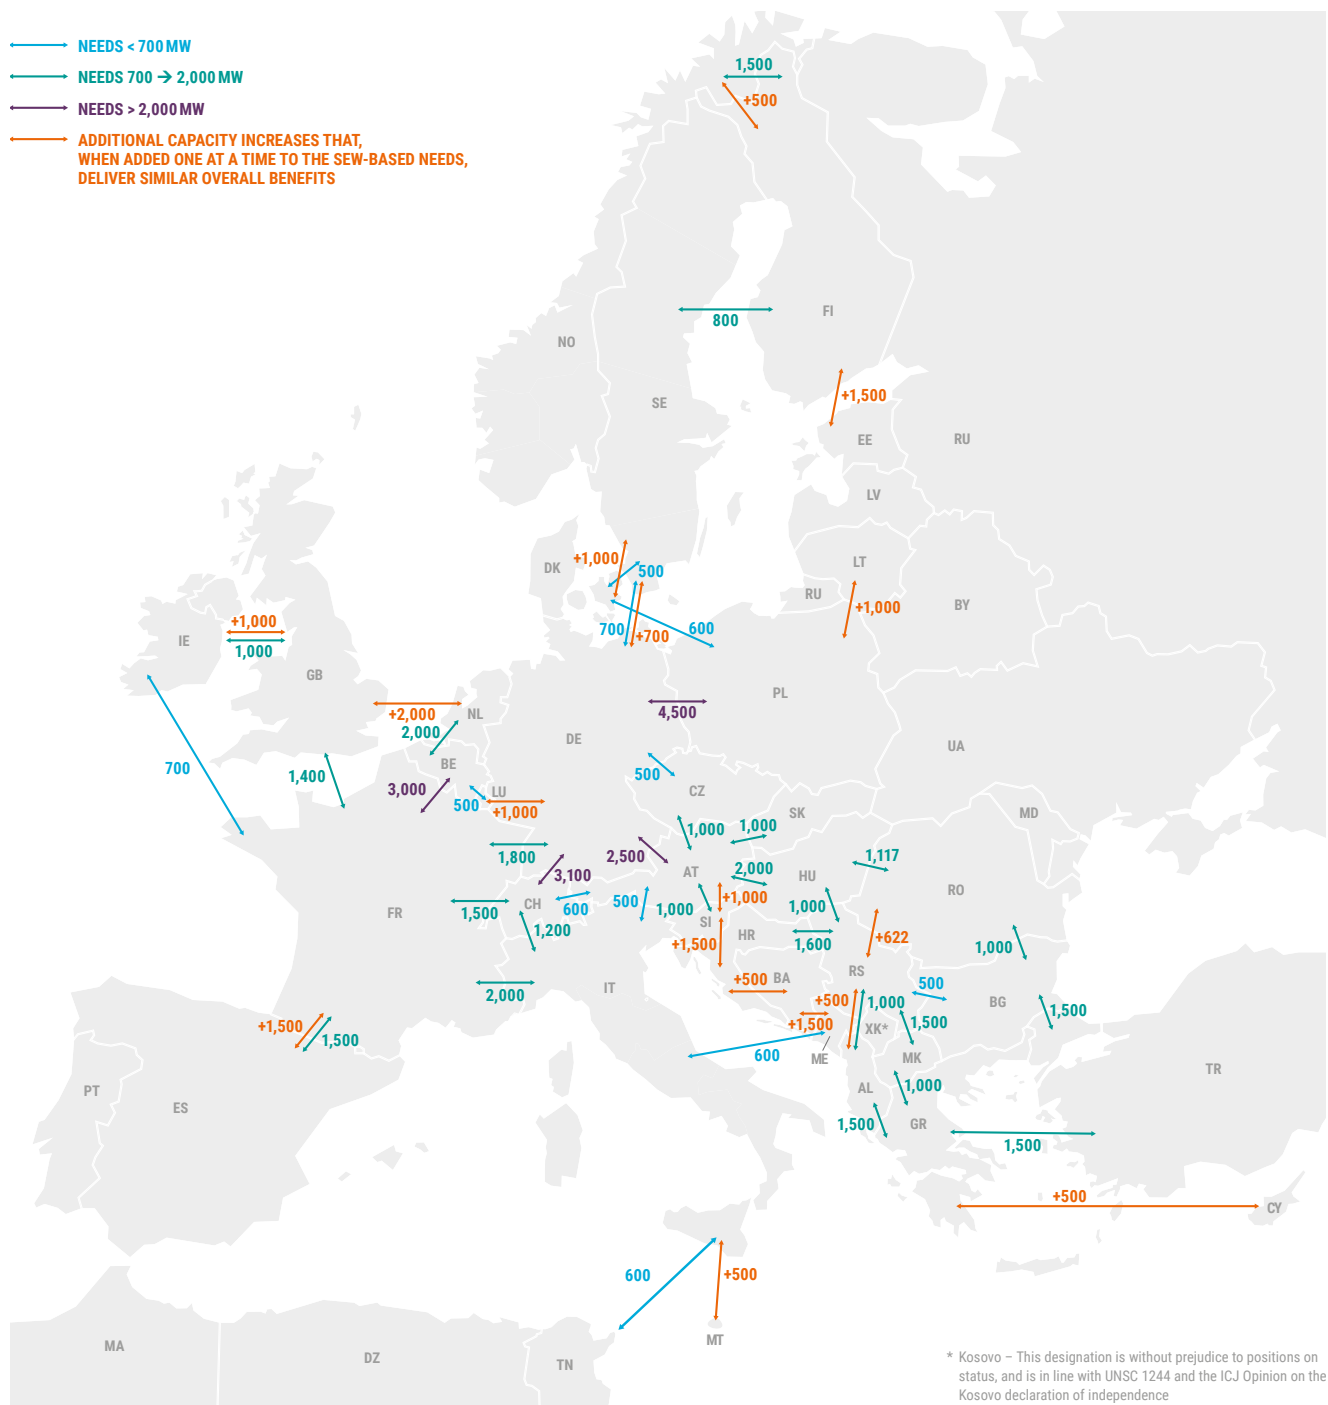 NEEDS < 700 MW
NEEDS 700 → 2,000 MW
NEEDS > 2,000 MW
ADDITIONAL CAPACITY INCREASES THAT,
WHEN ADDED ONE AT A TIME TO THE SEW-BASED NEEDS,
DELIVER SIMILAR OVERALL BENEFITS
1,500
+500
FI
800
NO
+1,500
SE
EE
RU
LV
+1,000
500
DK
LT
RU
+1,000
BY
+1,000
700
+700
600
IE
1,000
GB
PL
4,500
+2,000
NL
2,000
DE
UA
BE
700
1,400
500
3,000
LU
CZ
500
+1,000
SK
MD
1,000
1,000
1,800
2,500
1,117
3,100
AT
2,000
HU
RO
CH
600
500
+1,000
FR
1,500
1,000
1,000
SI
1,200
HR
+622
+1,500
1,600
1,000
RS
BA
+500
500
IT
2,000
+500
1,000
BG
1,500
+1,500
XK*
1,500
+1,500
1,500
600
ME
MK
TR
PT
AL
1,000
ES
1,500
GR
1,500
+500
CY
600
+500
MT
MA
DZ
TN
* Kosovo – This designation is without prejudice to positions on
status, and is in line with UNSC 1244 and the ICJ Opinion on the
Kosovo declaration of independence